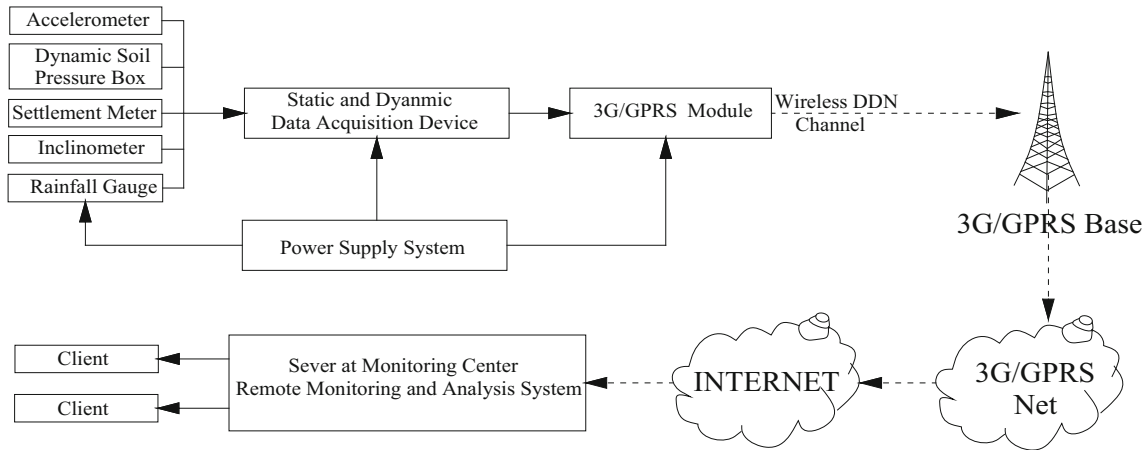 Accelerometer
Dynamic Soil
Pressure Box
Settlement Meter
Inclinometer
Rainfall Gauge
Static and Dyanmic
Data Acquisition Device
3G/GPRS Module
Wireless DDN
Channel
3G/GPRS Base
Power Supply System
Client
Client
Sever at Monitoring Center
Remote Monitoring and Analysis System
INTERNET
3G/GPRS
Net